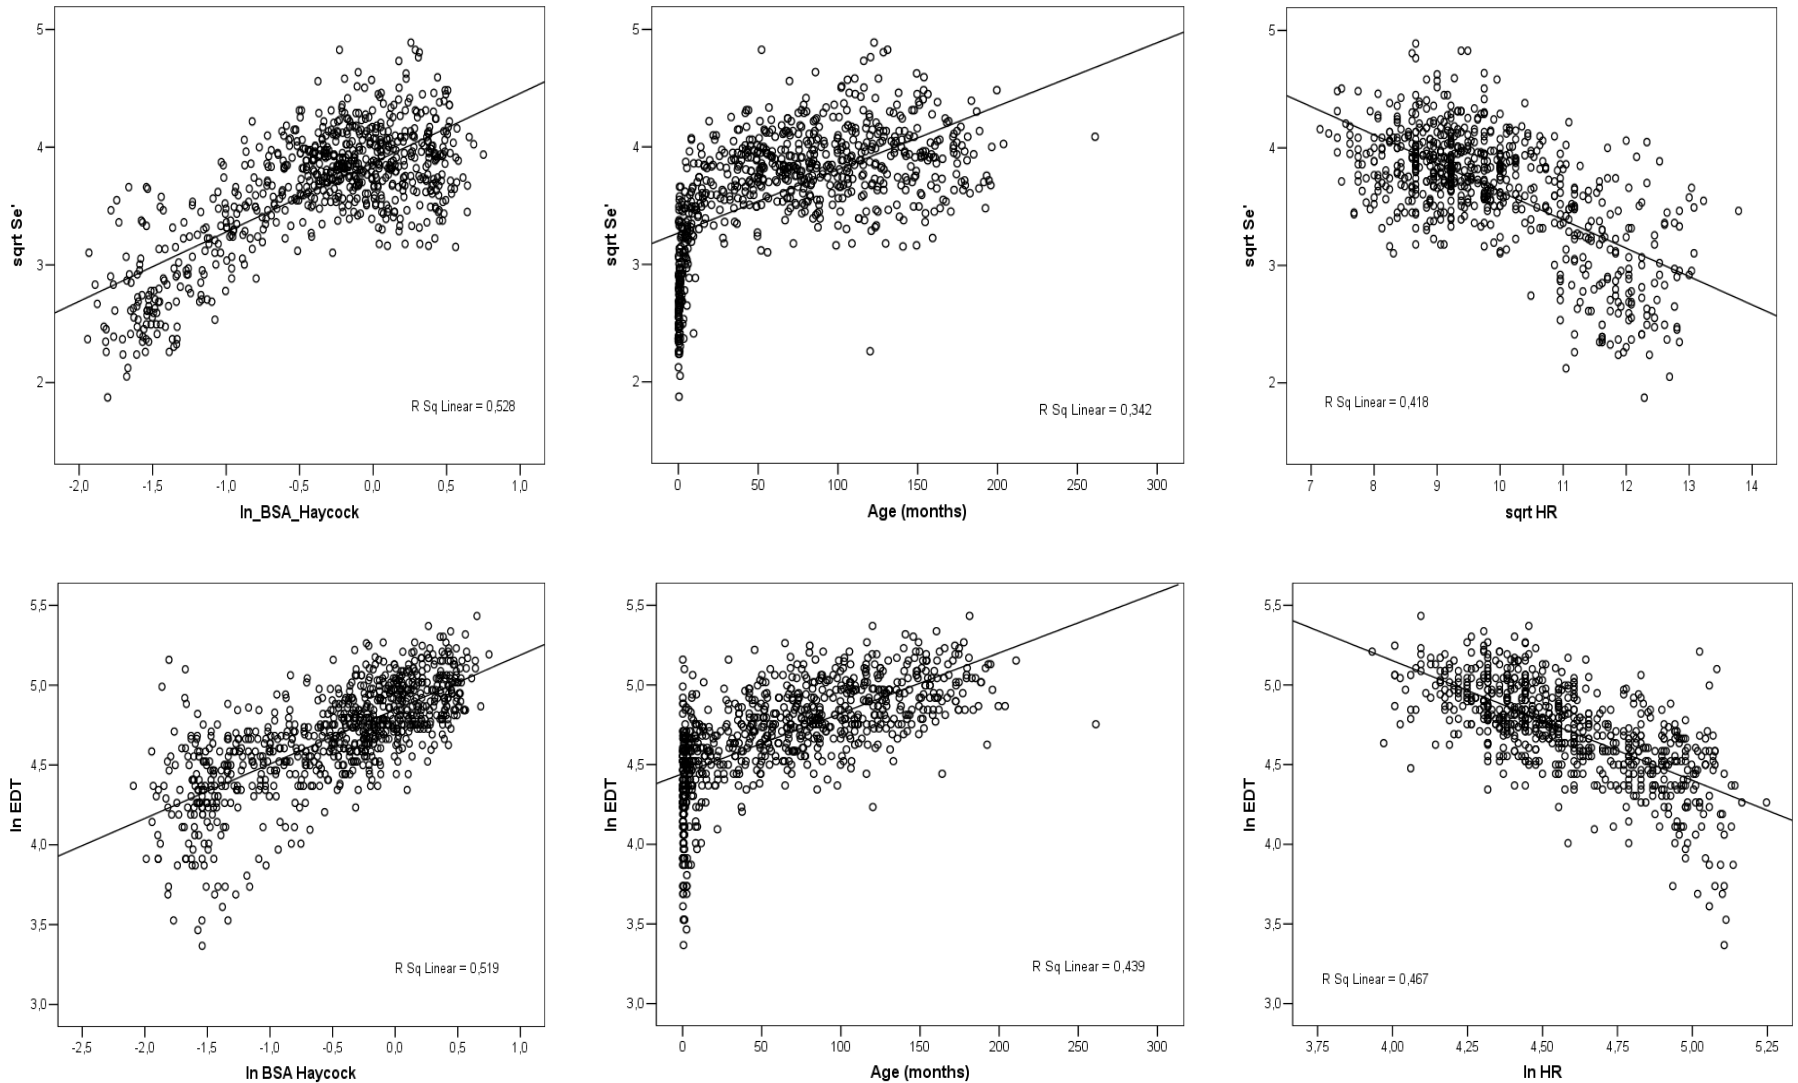 5
4
3
2
sqrt Se'
R Sq Linear = 0,528
-2,0 -1,5 -1,0 -0,5 0,0 0,5 1,0
ln_BSA_Haycock
5
4
3
2
sqrt Se'
R Sq Linear = 0,342
0 50 100 150 200 250 300
Age (months)
5
4
3
2
sqrt Se'
R Sq Linear = 0,418
7 8 9 10 11 12 13 14
sqrt HR
5,5
5,0
4,5
4,0
3,5
3,0
ln EDT
R Sq Linear = 0,519
-2,5 -2,0 -1,5 -1,0 -0,5 0,0 0,5 1,0
ln BSA Haycock
5,5
5,0
4,5
4,0
3,5
3,0
ln EDT
R Sq Linear = 0,439
0 50 100 150 200 250 300
Age (months)
5,5
5,0
4,5
4,0
3,5
3,0
ln EDT
R Sq Linear = 0,467
3,75 4,00 4,25 4,50 4,75 5,00 5,25
ln HR